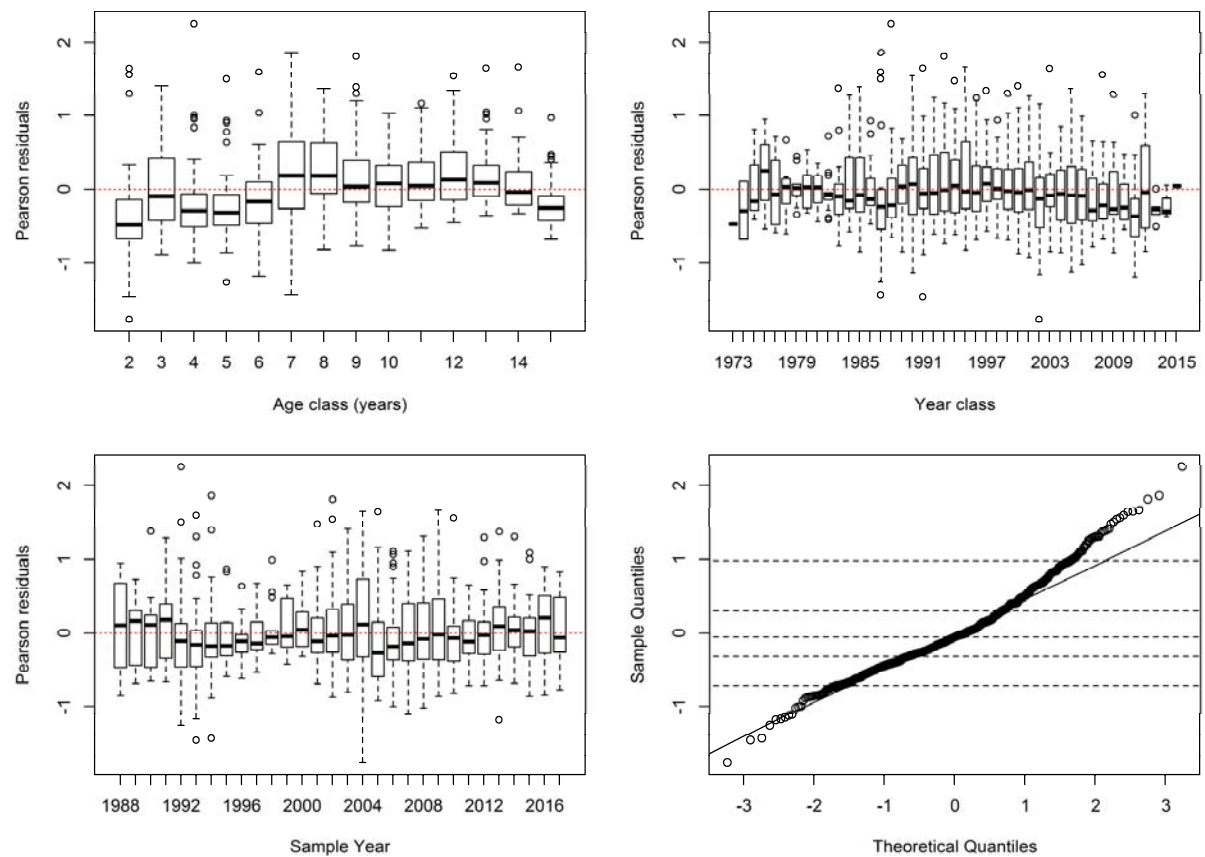 2
1
0
-1
Pearson residuals
2 3 4 5 6 7 8 9 10 12 14
Age class (years)
2
1
0
-1
Pearson residuals
1973 1979 1985 1991 1997 2003 2009 2015
Year class
2
1
0
-1
Pearson residuals
1988 1992 1996 2000 2004 2008 2012 2016
Sample Year
2
1
0
-1
Sample Quantiles
-3 -2 -1 0 1 2 3
Theoretical Quantiles